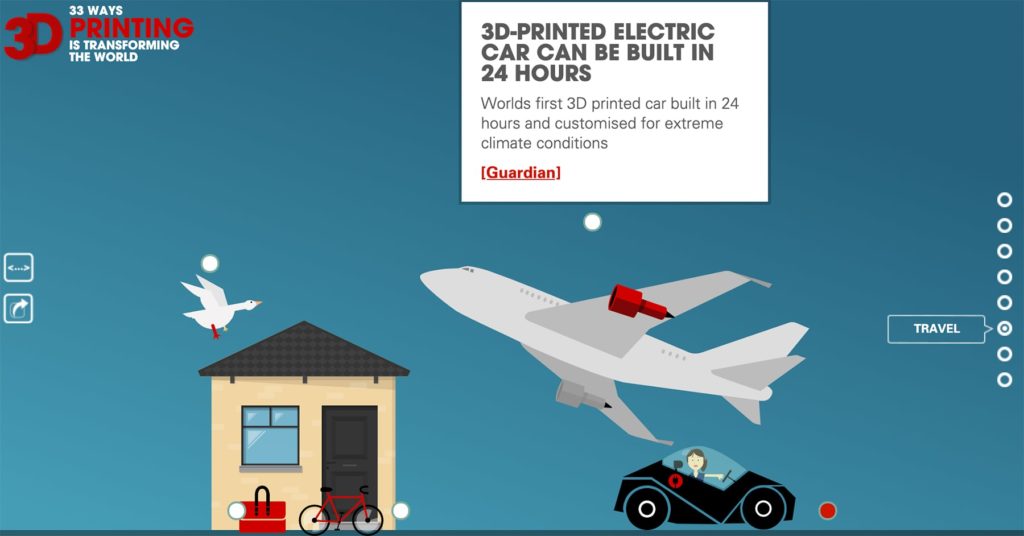 33 WAYS
3D PRINTING
IS TRANSFORMING
THE WORLD
3D-PRINTED ELECTRIC
CAR CAN BE BUILT IN
24 HOURS
Worlds first 3D printed car built in 24
hours and customised for extreme
climate conditions
[Guardian]
TRAVEL